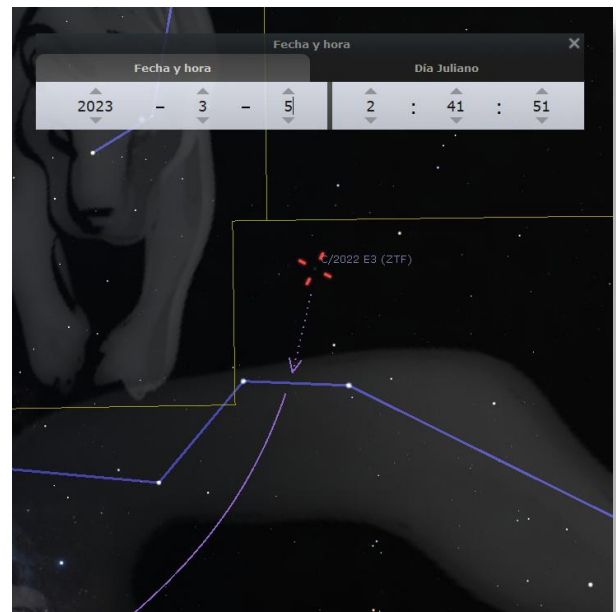 Fecha y hora
Fecha y hora Día Juliano
2023 – 3 – 5 2 : 41 : 51
C/2022 E3 (ZTF)